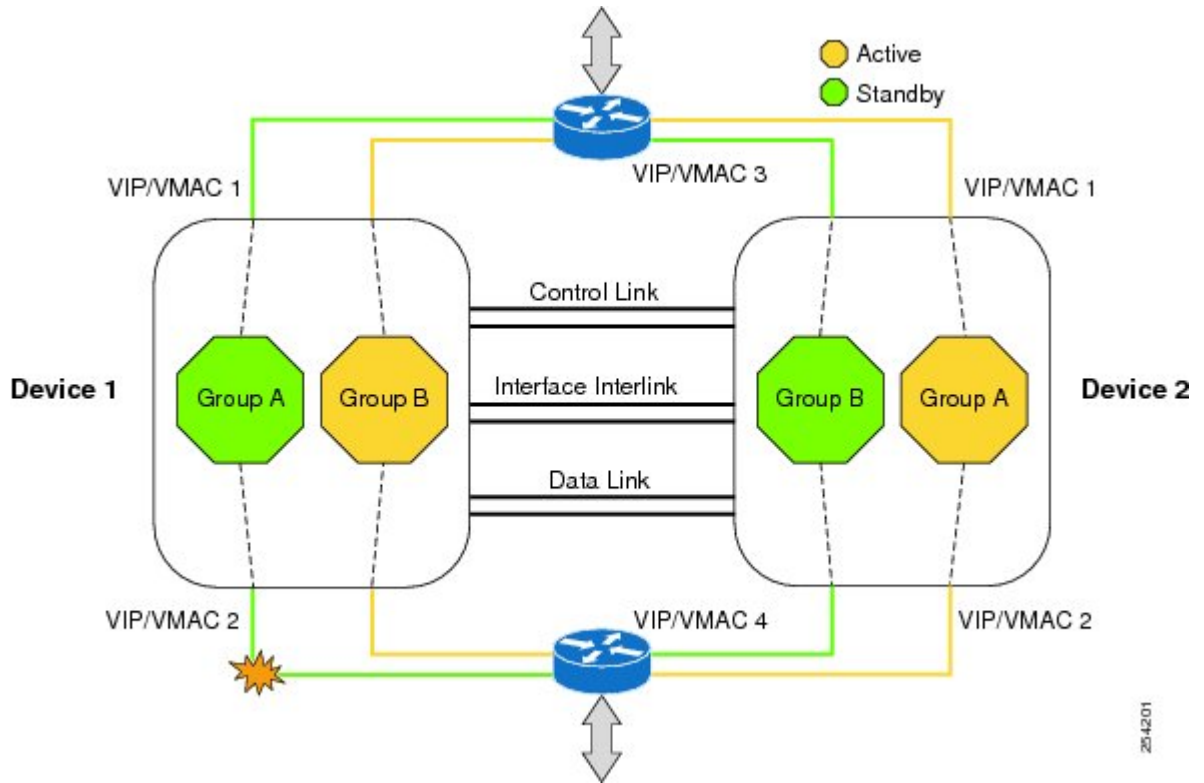 Active
Standby
VIP/VMAC 1
VIP/VMAC 3
VIP/VMAC 1
Control Link
Device 1
Group A
Group B
Interface Interlink
Group B
Group A
Device 2
Data Link
VIP/VMAC 2
VIP/VMAC 4
VIP/VMAC 2
254201